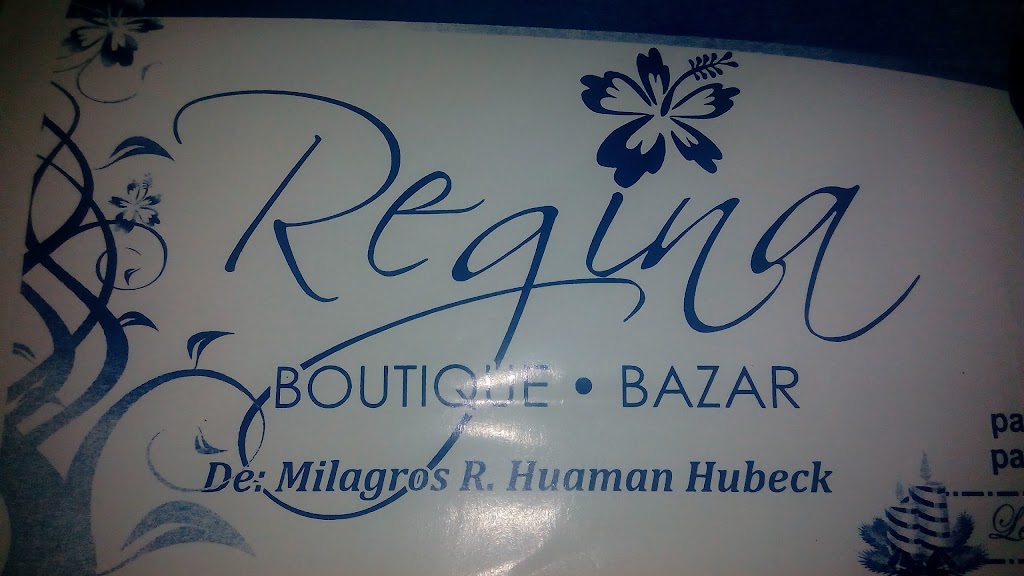 Regina
BOUTIQUE • BAZAR
De: Milagros R. Huaman Hubeck